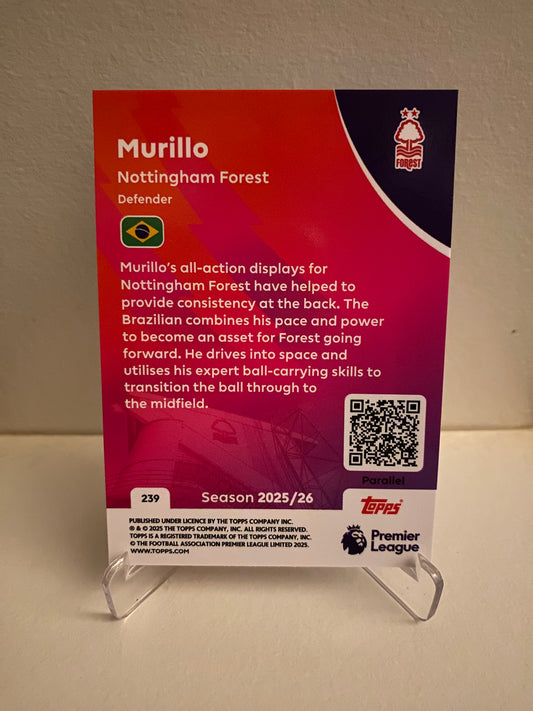 FOREST
Murillo
Nottingham Forest
Defender
Murillo's all-action displays for
Nottingham Forest have helped to
provide consistency at the back. The
Brazilian combines his pace and power
to become an asset for Forest going
forward. He drives into space and
utilises his expert ball-carrying skills to
transition the ball through to
the midfield.
Parallel
239
Season 2025/26
Topps
PUBLISHED UNDER LICENCE BY THE TOPPS COMPANY INC.
® & © 2025 THE TOPPS COMPANY, INC. ALL RIGHTS RESERVED.
TOPPS IS A REGISTERED TRADEMARK OF THE TOPPS COMPANY, INC.
© THE FOOTBALL ASSOCIATION PREMIER LEAGUE LIMITED 2025.
WWW.TOPPS.COM
Premier
League